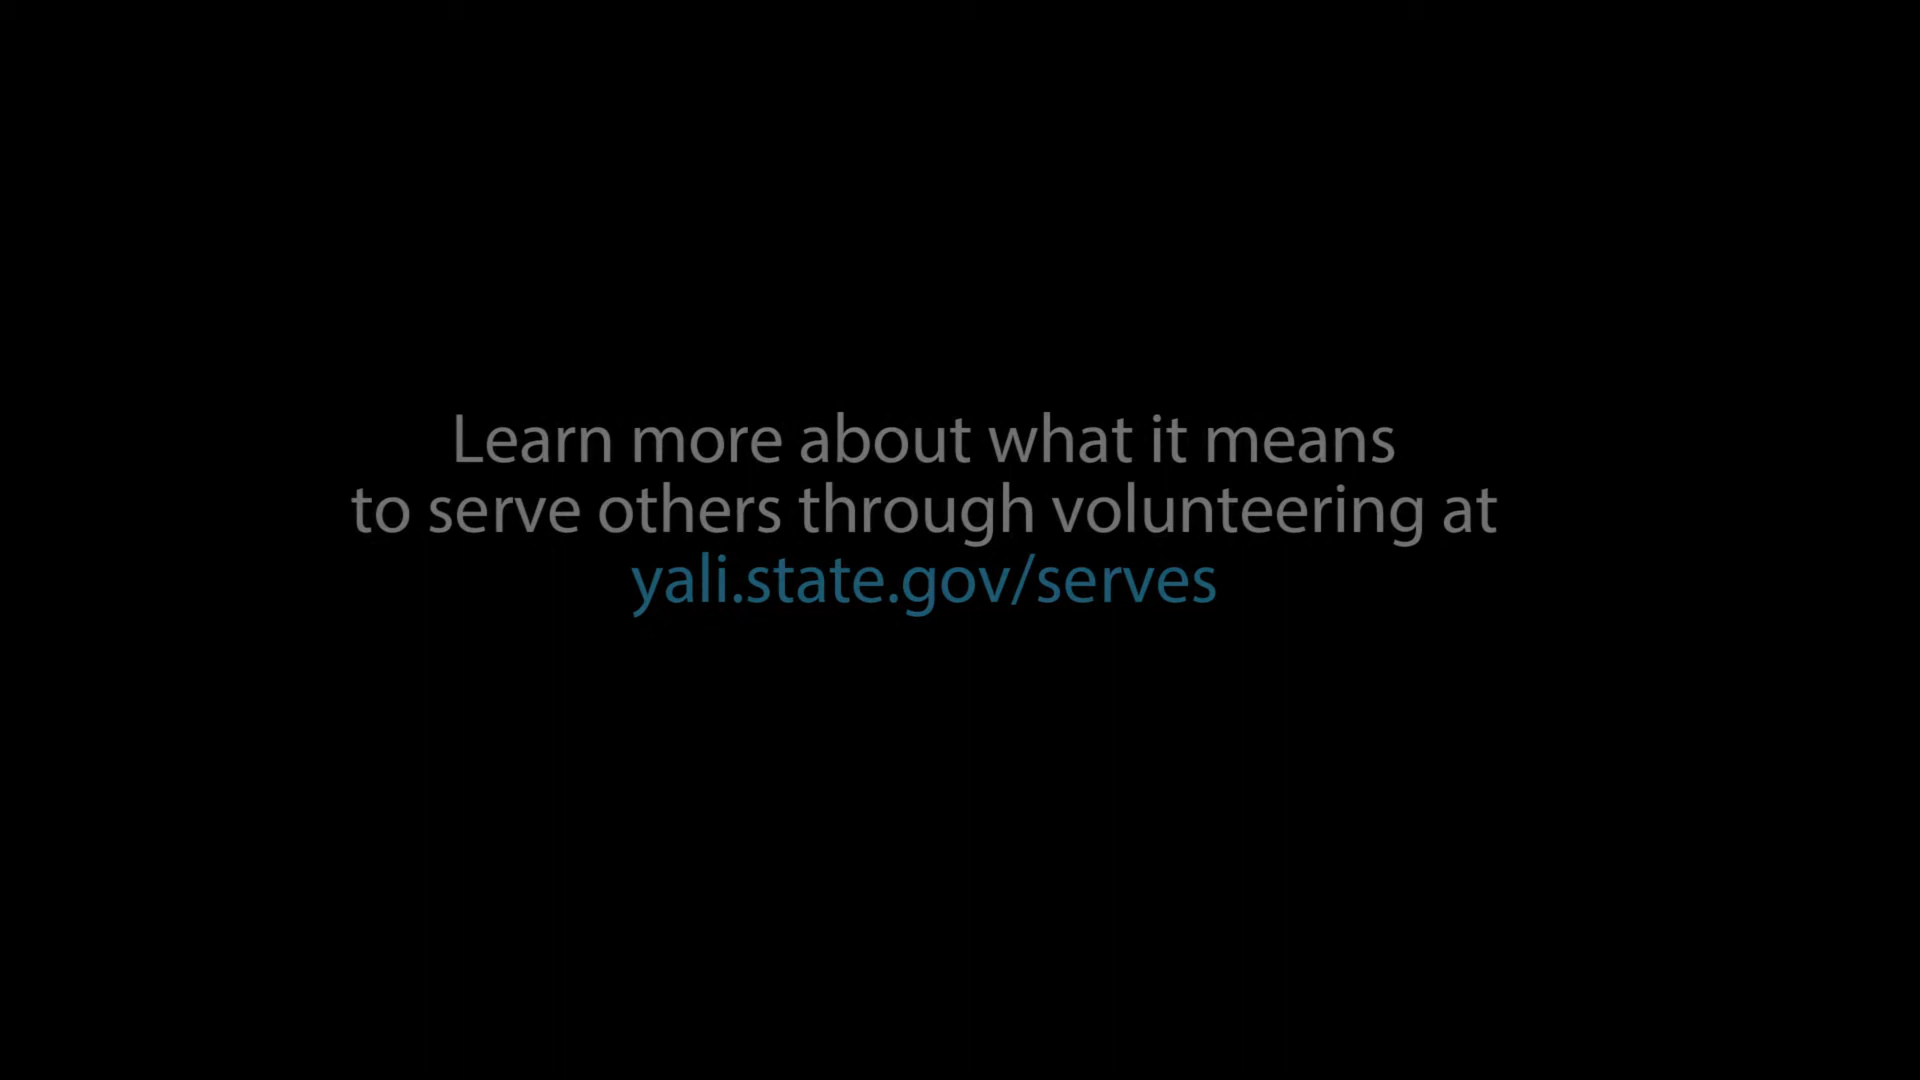 Learn more about what it means
to serve others through volunteering at
yali.state.gov/serves